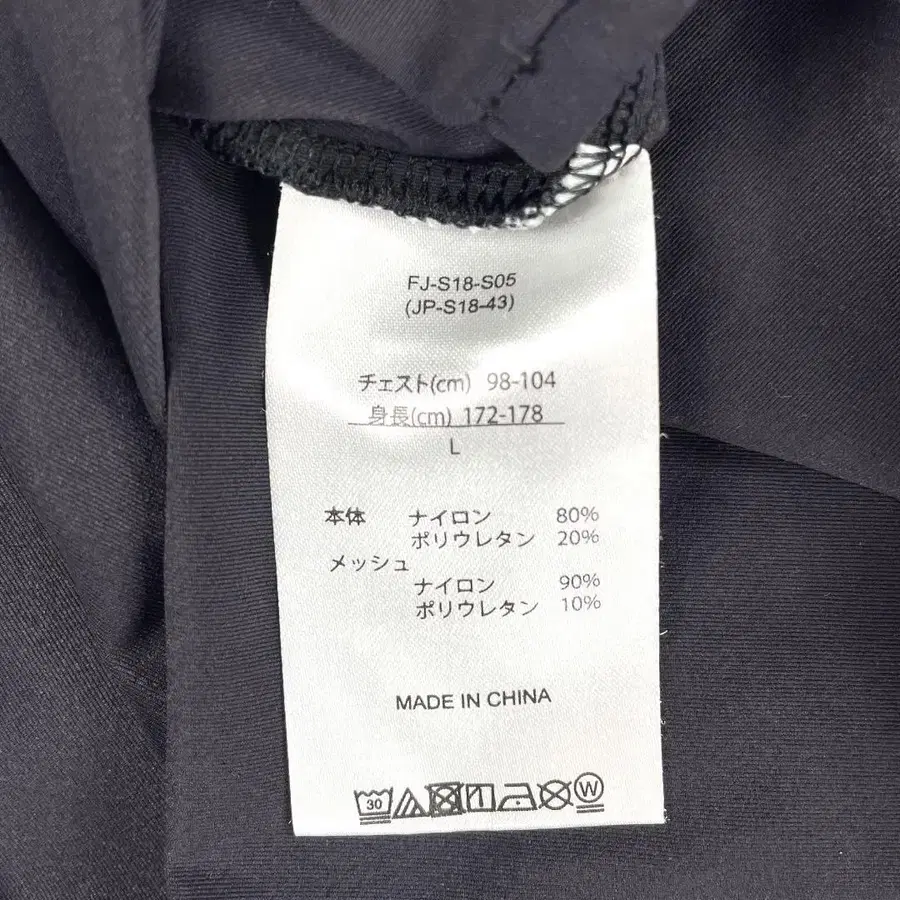 FJ-S18-S05
(JP-S18-43)
チェスト(cm) 98-104
身長(cm) 172-178
L
本体 ナイロン 80%
ポリウレタン 20%
メッシュ
ナイロン 90%
ポリウレタン 10%
MADE IN CHINA
30 W